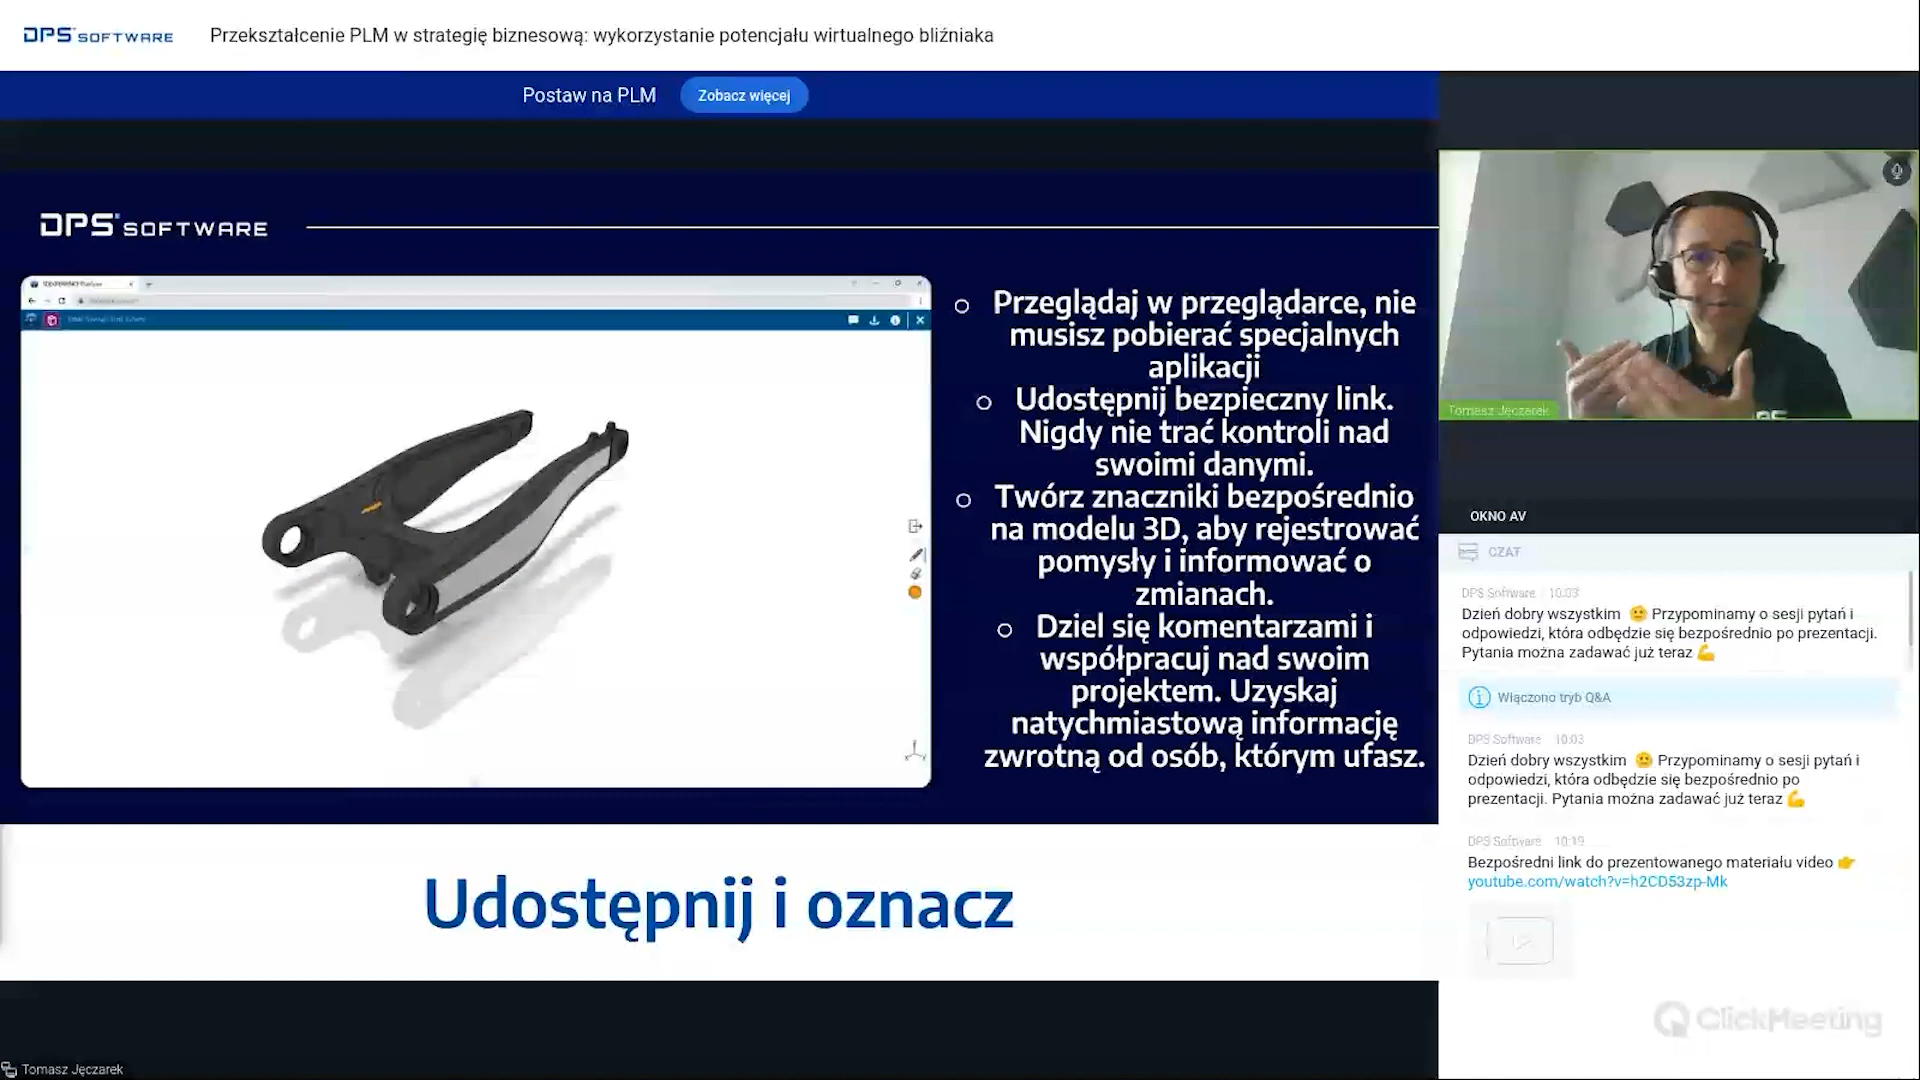 DPS SOFTWARE
Przekształcenie PLM w strategię biznesową: wykorzystanie potencjału wirtualnego bliźniaka
Postaw na PLM
Zobacz więcej
DPS SOFTWARE
Przeglądaj w przeglądarce, nie
musisz pobierać specjalnych
aplikacji
Udostępnij bezpieczny link.
Nigdy nie trać kontroli nad
swoimi danymi.
Twórz znaczniki bezpośrednio
na modelu 3D, aby rejestrować
pomysły i informować o
zmianach.
Dziel się komentarzami i
współpracuj nad swoim
projektem. Uzyskaj
natychmiastową informację
zwrotną od osób, którym ufasz.
Udostępnij i oznacz
Tomasz Jęczarek
Tomasz Jęczarek
OKNO AV
CZAT
DPS Software 10:03
Dzień dobry wszystkim 🙂 Przypominamy o sesji pytań i
odpowiedzi, która odbędzie się bezpośrednio po prezentacji.
Pytania można zadawać już teraz 💪
Włączono tryb Q&A
DPS Software 10:03
Dzień dobry wszystkim 🙂 Przypominamy o sesji pytań i
odpowiedzi, która odbędzie się bezpośrednio po
prezentacji. Pytania można zadawać już teraz 💪
DPS Software 10:19
Bezpośredni link do prezentowanego materiału video 👉
youtube.com/watch?v=h2CD53zp-Mk
ClickMeeting